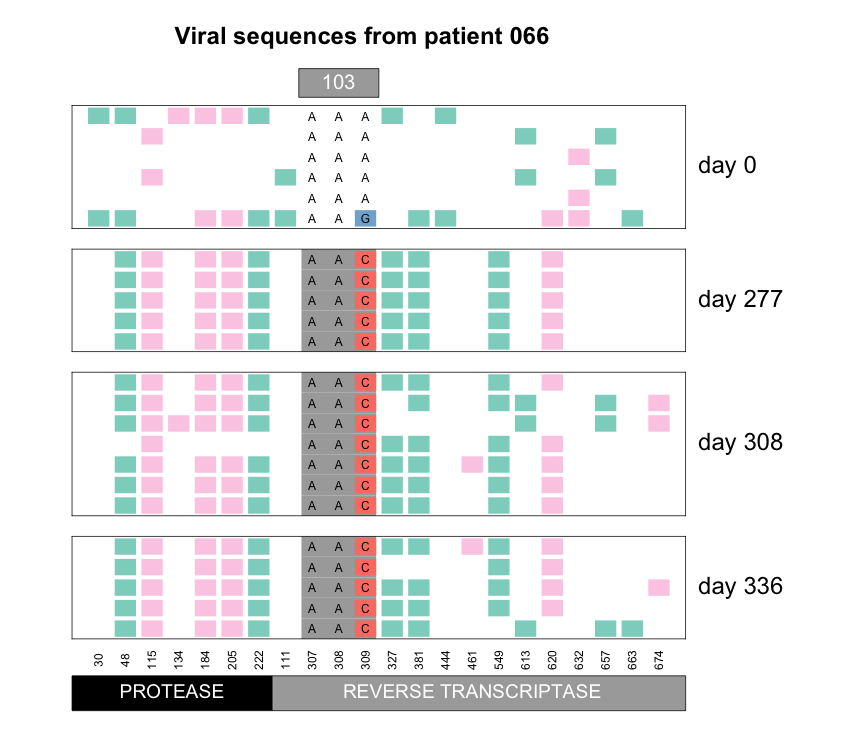 Viral sequences from patient 066
103
A A A
A A A
A A A
A A A
A A A
A A G
day 0
A A C
A A C
A A C
A A C
A A C
day 277
A A C
A A C
A A C
A A C
A A C
A A C
A A C
day 308
A A C
A A C
A A C
A A C
A A C
day 336
30 48 115 134 184 205 222 111 307 308 309 327 381 444 461 549 613 620 632 657 663 674
PROTEASE REVERSE TRANSCRIPTASE